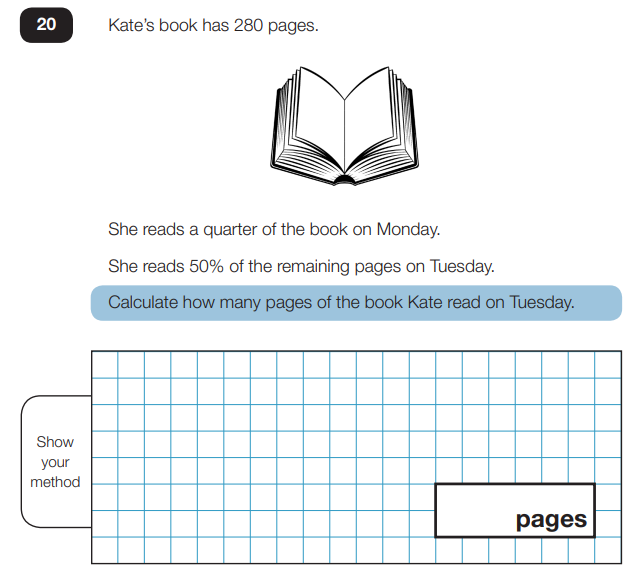 20
Kate’s book has 280 pages.
She reads a quarter of the book on Monday.
She reads 50% of the remaining pages on Tuesday.
Calculate how many pages of the book Kate read on Tuesday.
Show
your
method
pages